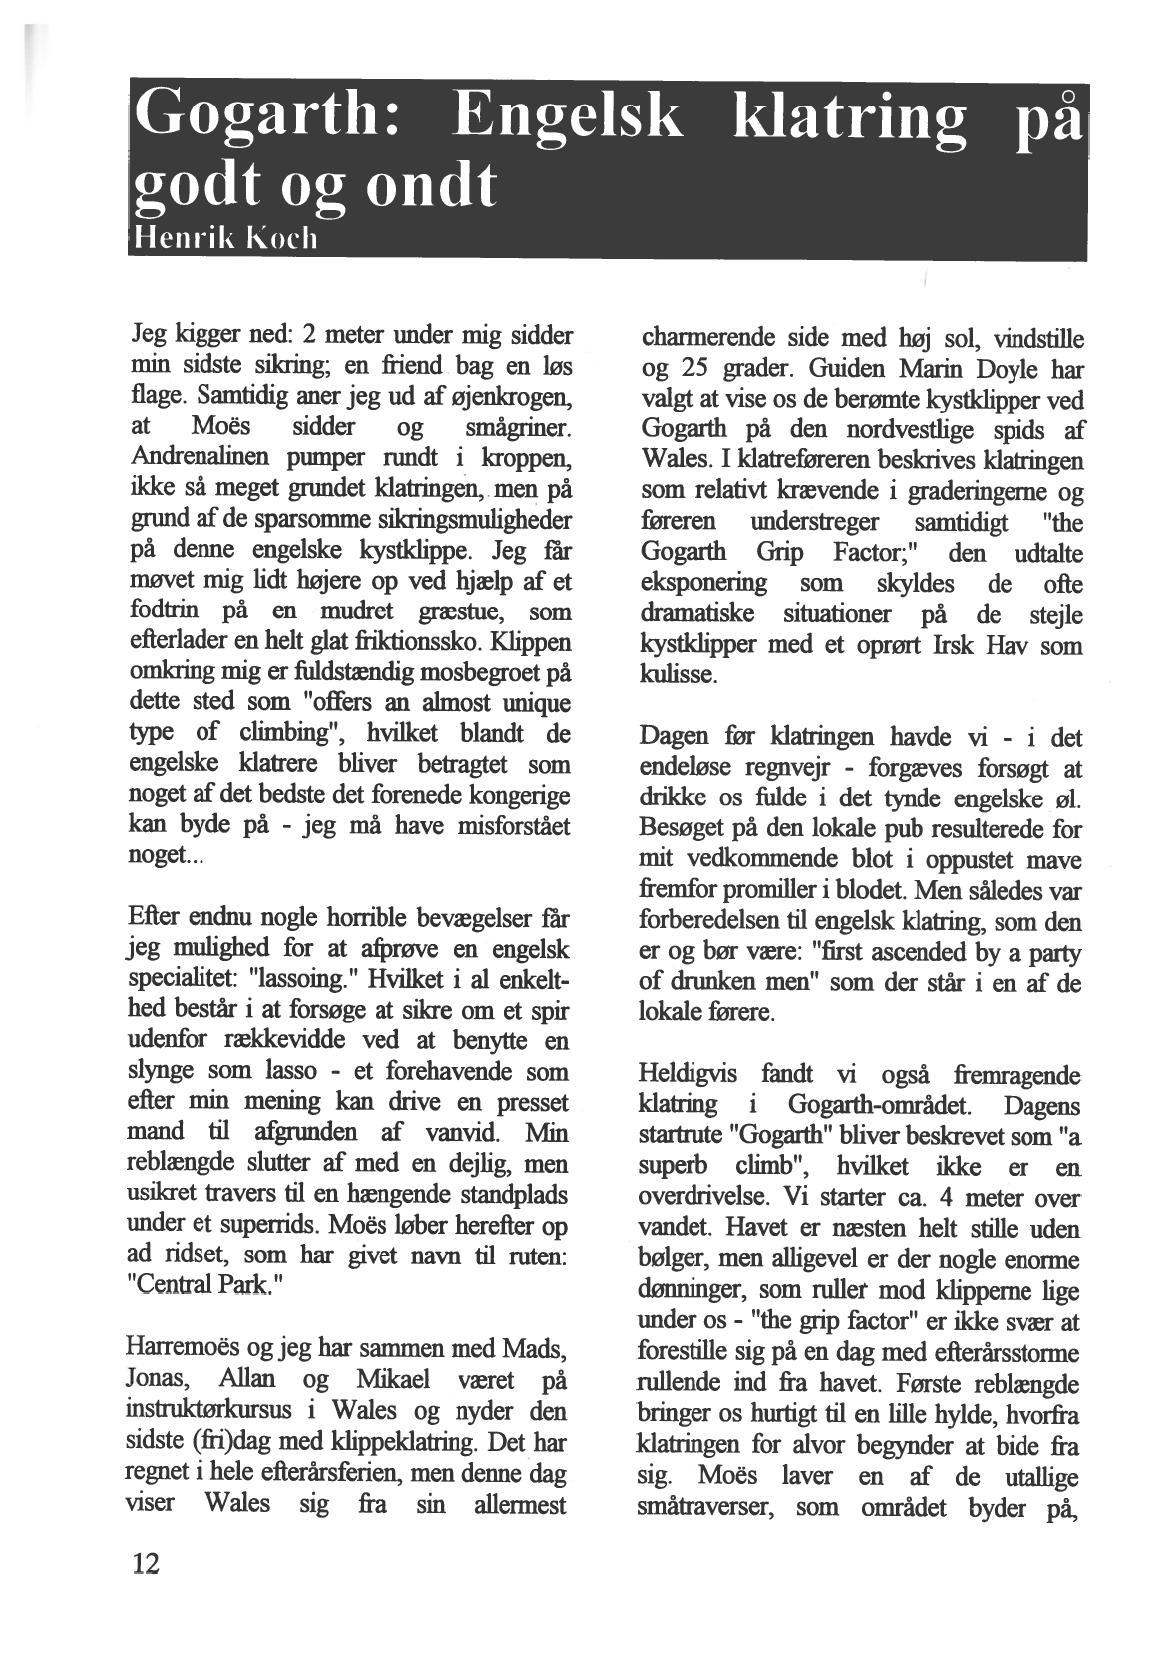 Gogarth: Engelsk klatring på
godt og ondt
Henrik Koch
Jeg kigger ned: 2 meter under mig sidder
min sidste sikring; en friend bag en løs
flage. Samtidig aner jeg ud af øjenkrogen,
at Moës sidder og smågriner.
Andrenalinen pumper rundt i kroppen,
ikke så meget grundet klatringen, men på
grund af de sparsomme sikringsmuligheder
på denne engelske kystklippe. Jeg får
møvet mig lidt højere op ved hjælp af et
fodtrin på en mudret græstue, som
efterlader en helt glat friktionssko. Klippen
omkring mig er fuldstændig mosbegroet på
dette sted som "offers an almost unique
type of climbing", hvilket blandt de
engelske klatrere bliver betragtet som
noget af det bedste det forenede kongerige
kan byde på - jeg må have misforstået
noget...
Efter endnu nogle horrible bevægelser får
jeg mulighed for at afprøve en engelsk
specialitet: "lassoing." Hvilket i al enkelt-
hed består i at forsøge at sikre om et spir
udenfor rækkevidde ved at benytte en
slynge som lasso - et forehavende som
efter min mening kan drive en presset
mand til afgrunden af vanvid. Min
reblængde slutter af med en dejlig, men
usikret travers til en hængende standplads
under et superrids. Moës løber herefter op
ad ridset, som har givet navn til ruten:
"Central Park."
Harremoës og jeg har sammen med Mads,
Jonas, Allan og Mikael været på
instruktørkursus i Wales og nyder den
sidste (fri)dag med klippeklatring. Det har
regnet i hele efterårsferien, men denne dag
viser Wales sig fra sin allermest
charmerende side med høj sol, vindstille
og 25 grader. Guiden Marin Doyle har
valgt at vise os de berømte kystklipper ved
Gogarth på den nordvestlige spids af
Wales. I klatreføreren beskrives klatringen
som relativt krævende i graderingerne og
føreren understreger samtidigt "the
Gogarth Grip Factor;" den udtalte
eksponering som skyldes de ofte
dramatiske situationer på de stejle
kystklipper med et oprørt Irsk Hav som
kulisse.
Dagen før klatringen havde vi - i det
endeløse regnvejr - forgæves forsøgt at
drikke os fulde i det tynde engelske øl.
Besøget på den lokale pub resulterede for
mit vedkommende blot i oppustet mave
fremfor promiller i blodet. Men således var
forberedelsen til engelsk klatring, som den
er og bør være: "first ascended by a party
of drunken men" som der står i en af de
lokale førere.
Heldigvis fandt vi også fremragende
klatring i Gogarth-området. Dagens
startrute "Gogarth" bliver beskrevet som "a
superb climb", hvilket ikke er en
overdrivelse. Vi starter ca. 4 meter over
vandet. Havet er næsten helt stille uden
bølger, men alligevel er der nogle enorme
dønninger, som ruller mod klipperne lige
under os - "the grip factor" er ikke svær at
forestille sig på en dag med efterårsstorme
rullende ind fra havet. Første reblængde
bringer os hurtigt til en lille hylde, hvorfra
klatringen for alvor begynder at bide fra
sig. Moës laver en af de utallige
småtraverser, som området byder på,
12